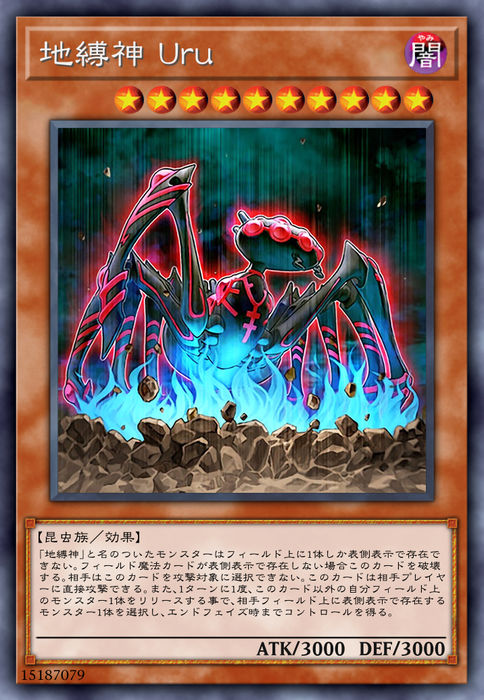 地縛神 Uru
やみ
闇
【昆虫族／効果】
「地縛神」と名のついたモンスターはフィールド上に1体しか表側表示で存在で
きない。フィールド魔法カードが表側表示で存在しない場合このカードを破壊
する。相手はこのカードを攻撃対象に選択できない。このカードは相手プレイヤ
ーに直接攻撃できる。また、1ターンに1度、このカード以外の自分フィールド上
のモンスター1体をリリースする事で、相手フィールド上に表側表示で存在する
モンスター1体を選択し、エンドフェイズ時までコントロールを得る。
ATK/3000 DEF/3000
15187079